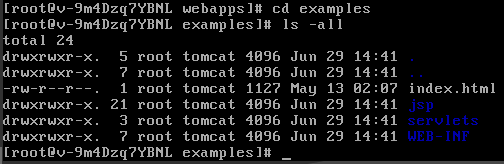 [root@v-9m4Dzq7YBNL webapps]# cd examples
[root@v-9m4Dzq7YBNL examples]# ls -all
total 24
drwxrwxr-x.  5 root tomcat 4096 Jun 29 14:41 .
drwxrwxr-x.  7 root tomcat 4096 Jun 29 14:41 ..
-rw-r--r--.  1 root tomcat 1127 May 13 02:07 index.html
drwxrwxr-x. 21 root tomcat 4096 Jun 29 14:41 jsp
drwxrwxr-x.  3 root tomcat 4096 Jun 29 14:41 servlets
drwxrwxr-x.  7 root tomcat 4096 Jun 29 14:41 WEB-INF
[root@v-9m4Dzq7YBNL examples]# _